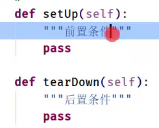 def setUp(self):
    """前置条件"""
    pass
def tearDown(self):
    """后置条件"""
    pass